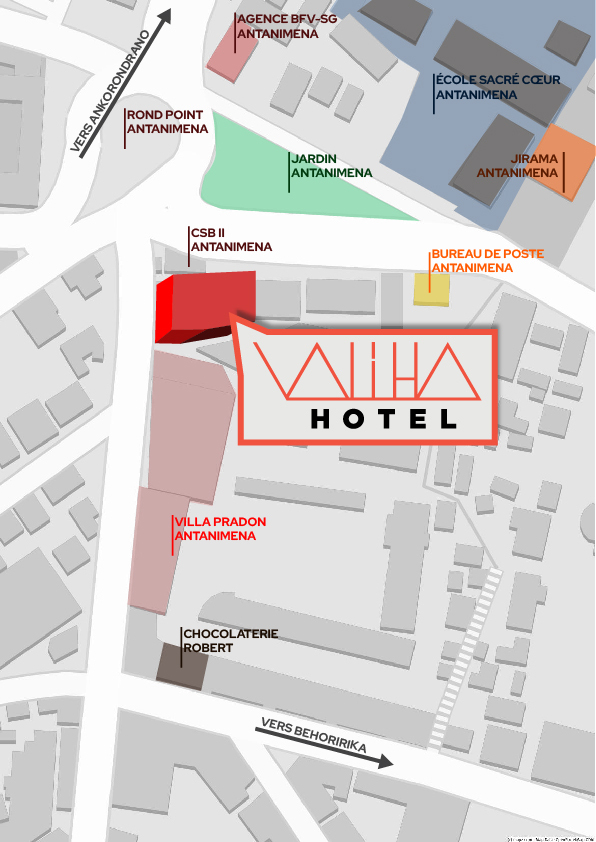 AGENCE BFV-SG
ANTANIMENA
VERS ANKORONDRANO
ÉCOLE SACRÉ CŒUR
ANTANIMENA
ROND POINT
ANTANIMENA
JARDIN
ANTANIMENA
JIRAMA
ANTANIMENA
CSB II
ANTANIMENA
BUREAU DE POSTE
ANTANIMENA
VALIHA
HOTEL
VILLA PRADON
ANTANIMENA
CHOCOLATERIE
ROBERT
VERS BEHORIRIKA